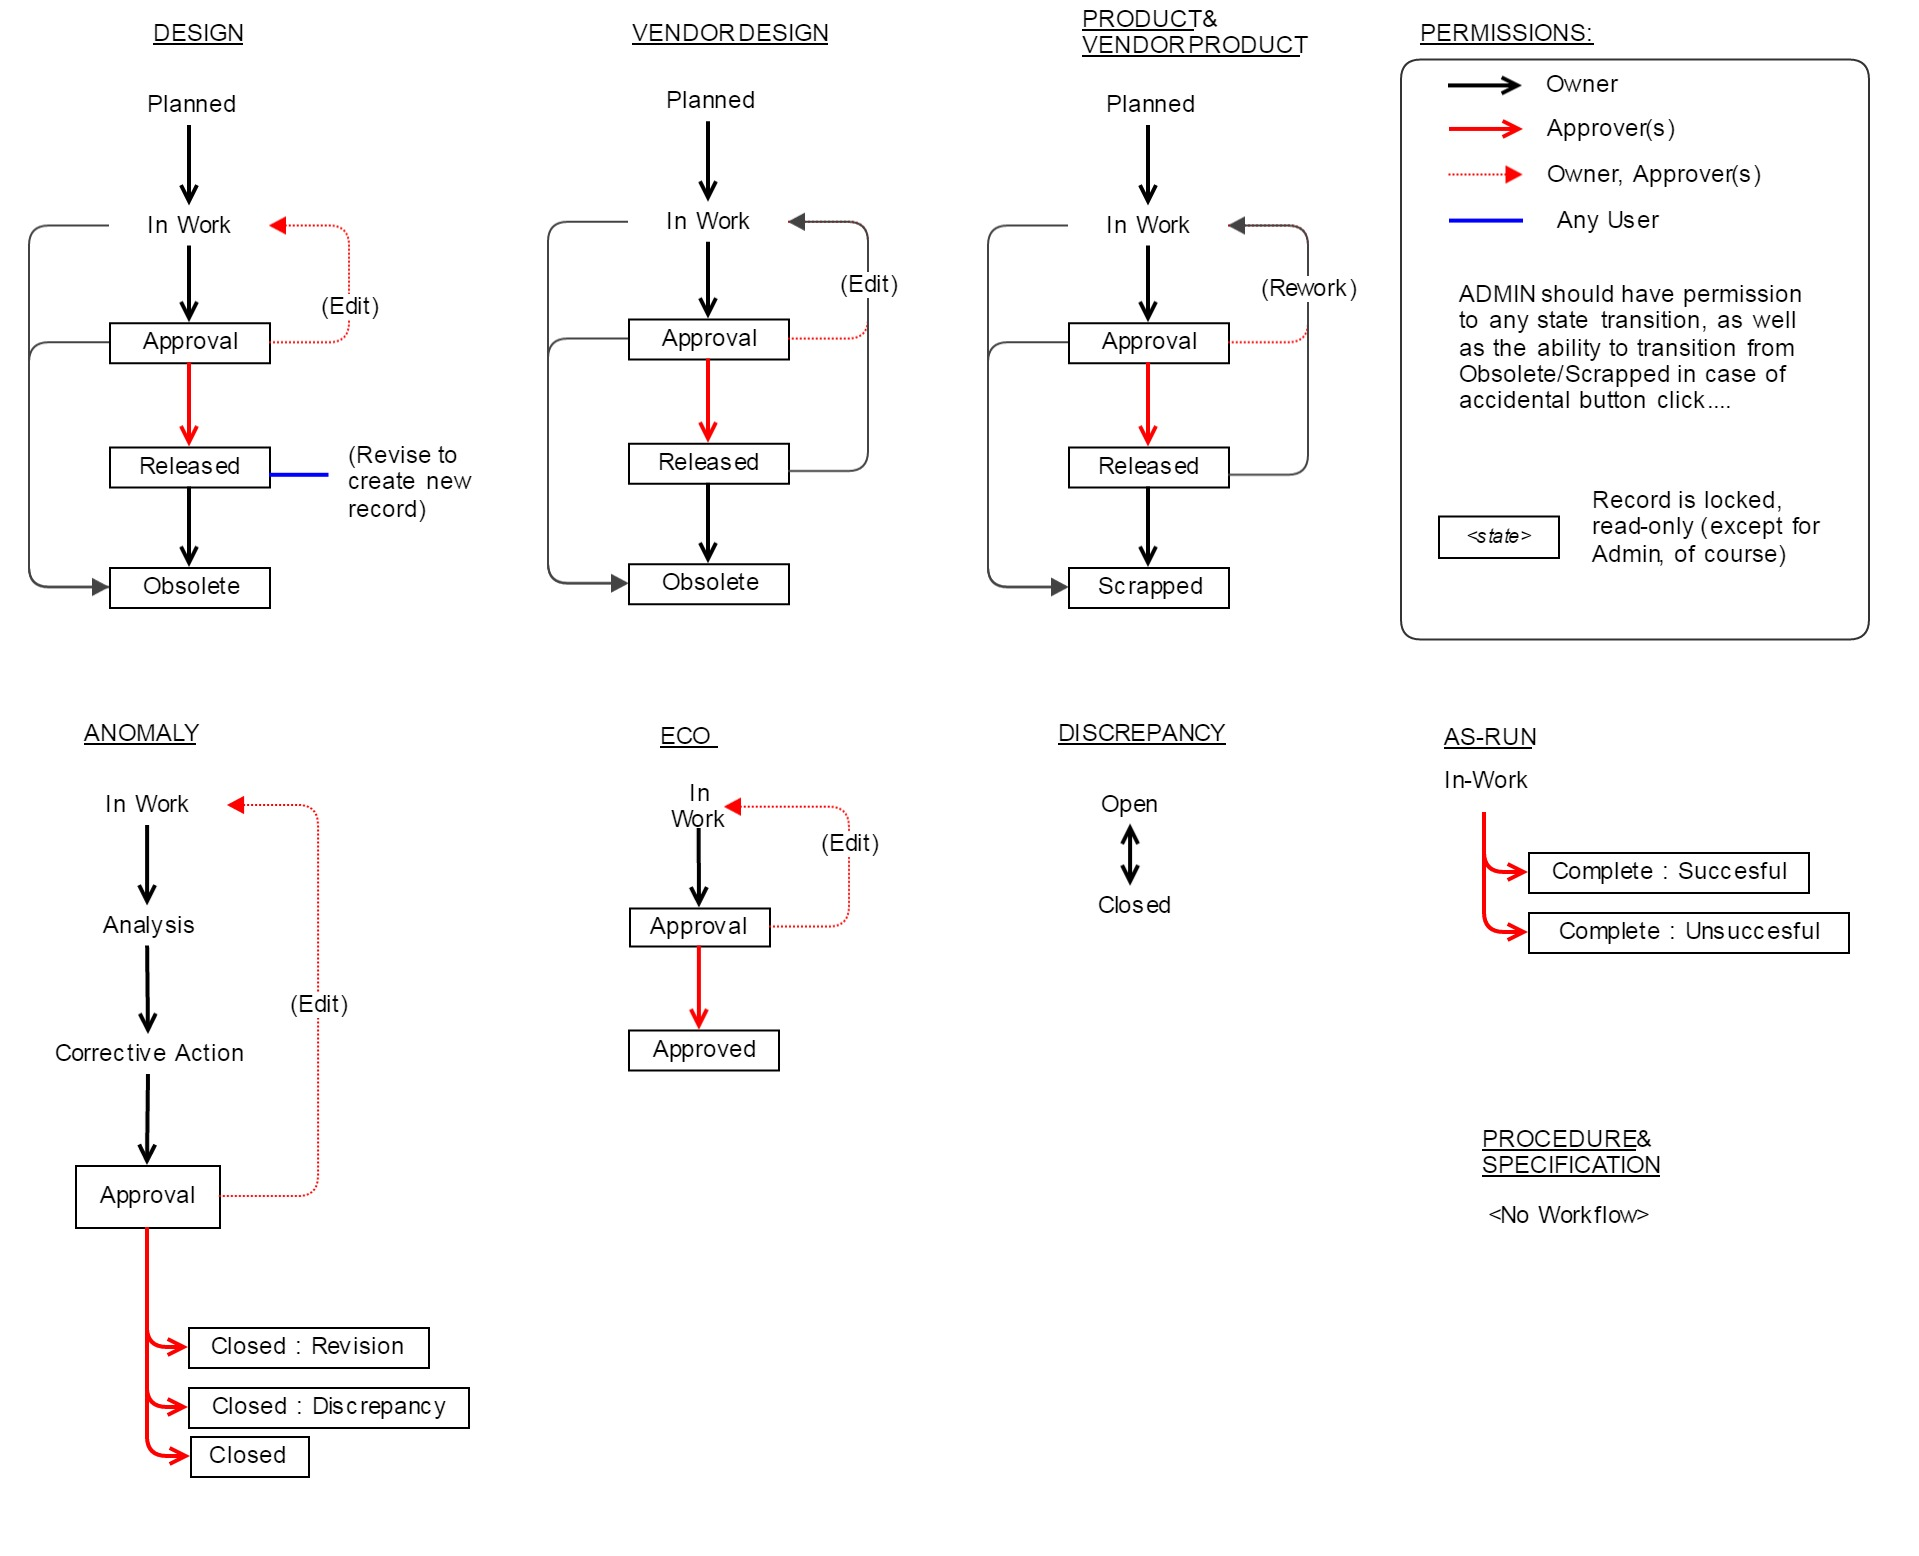 DESIGN
Planned
In Work
(Edit)
Approval
Released
(Revise to
create new
record)
Obsolete
VENDOR DESIGN
Planned
In Work
(Edit)
Approval
Released
Obsolete
PRODUCT &
VENDOR PRODUCT
Planned
In Work
(Rework)
Approval
Released
Scrapped
PERMISSIONS:
Owner
Approver(s)
Owner, Approver(s)
Any User
ADMIN should have permission
to any state transition, as well
as the ability to transition from
Obsolete/Scrapped in case of
accidental button click....
<state>
Record is locked,
read-only (except for
Admin, of course)
ANOMALY
In Work
Analysis
(Edit)
Corrective Action
Approval
Closed : Revision
Closed : Discrepancy
Closed
ECO
In
Work
(Edit)
Approval
Approved
DISCREPANCY
Open
Closed
AS-RUN
In-Work
Complete : Succesful
Complete : Unsuccesful
PROCEDURE &
SPECIFICATION
<No Workflow>